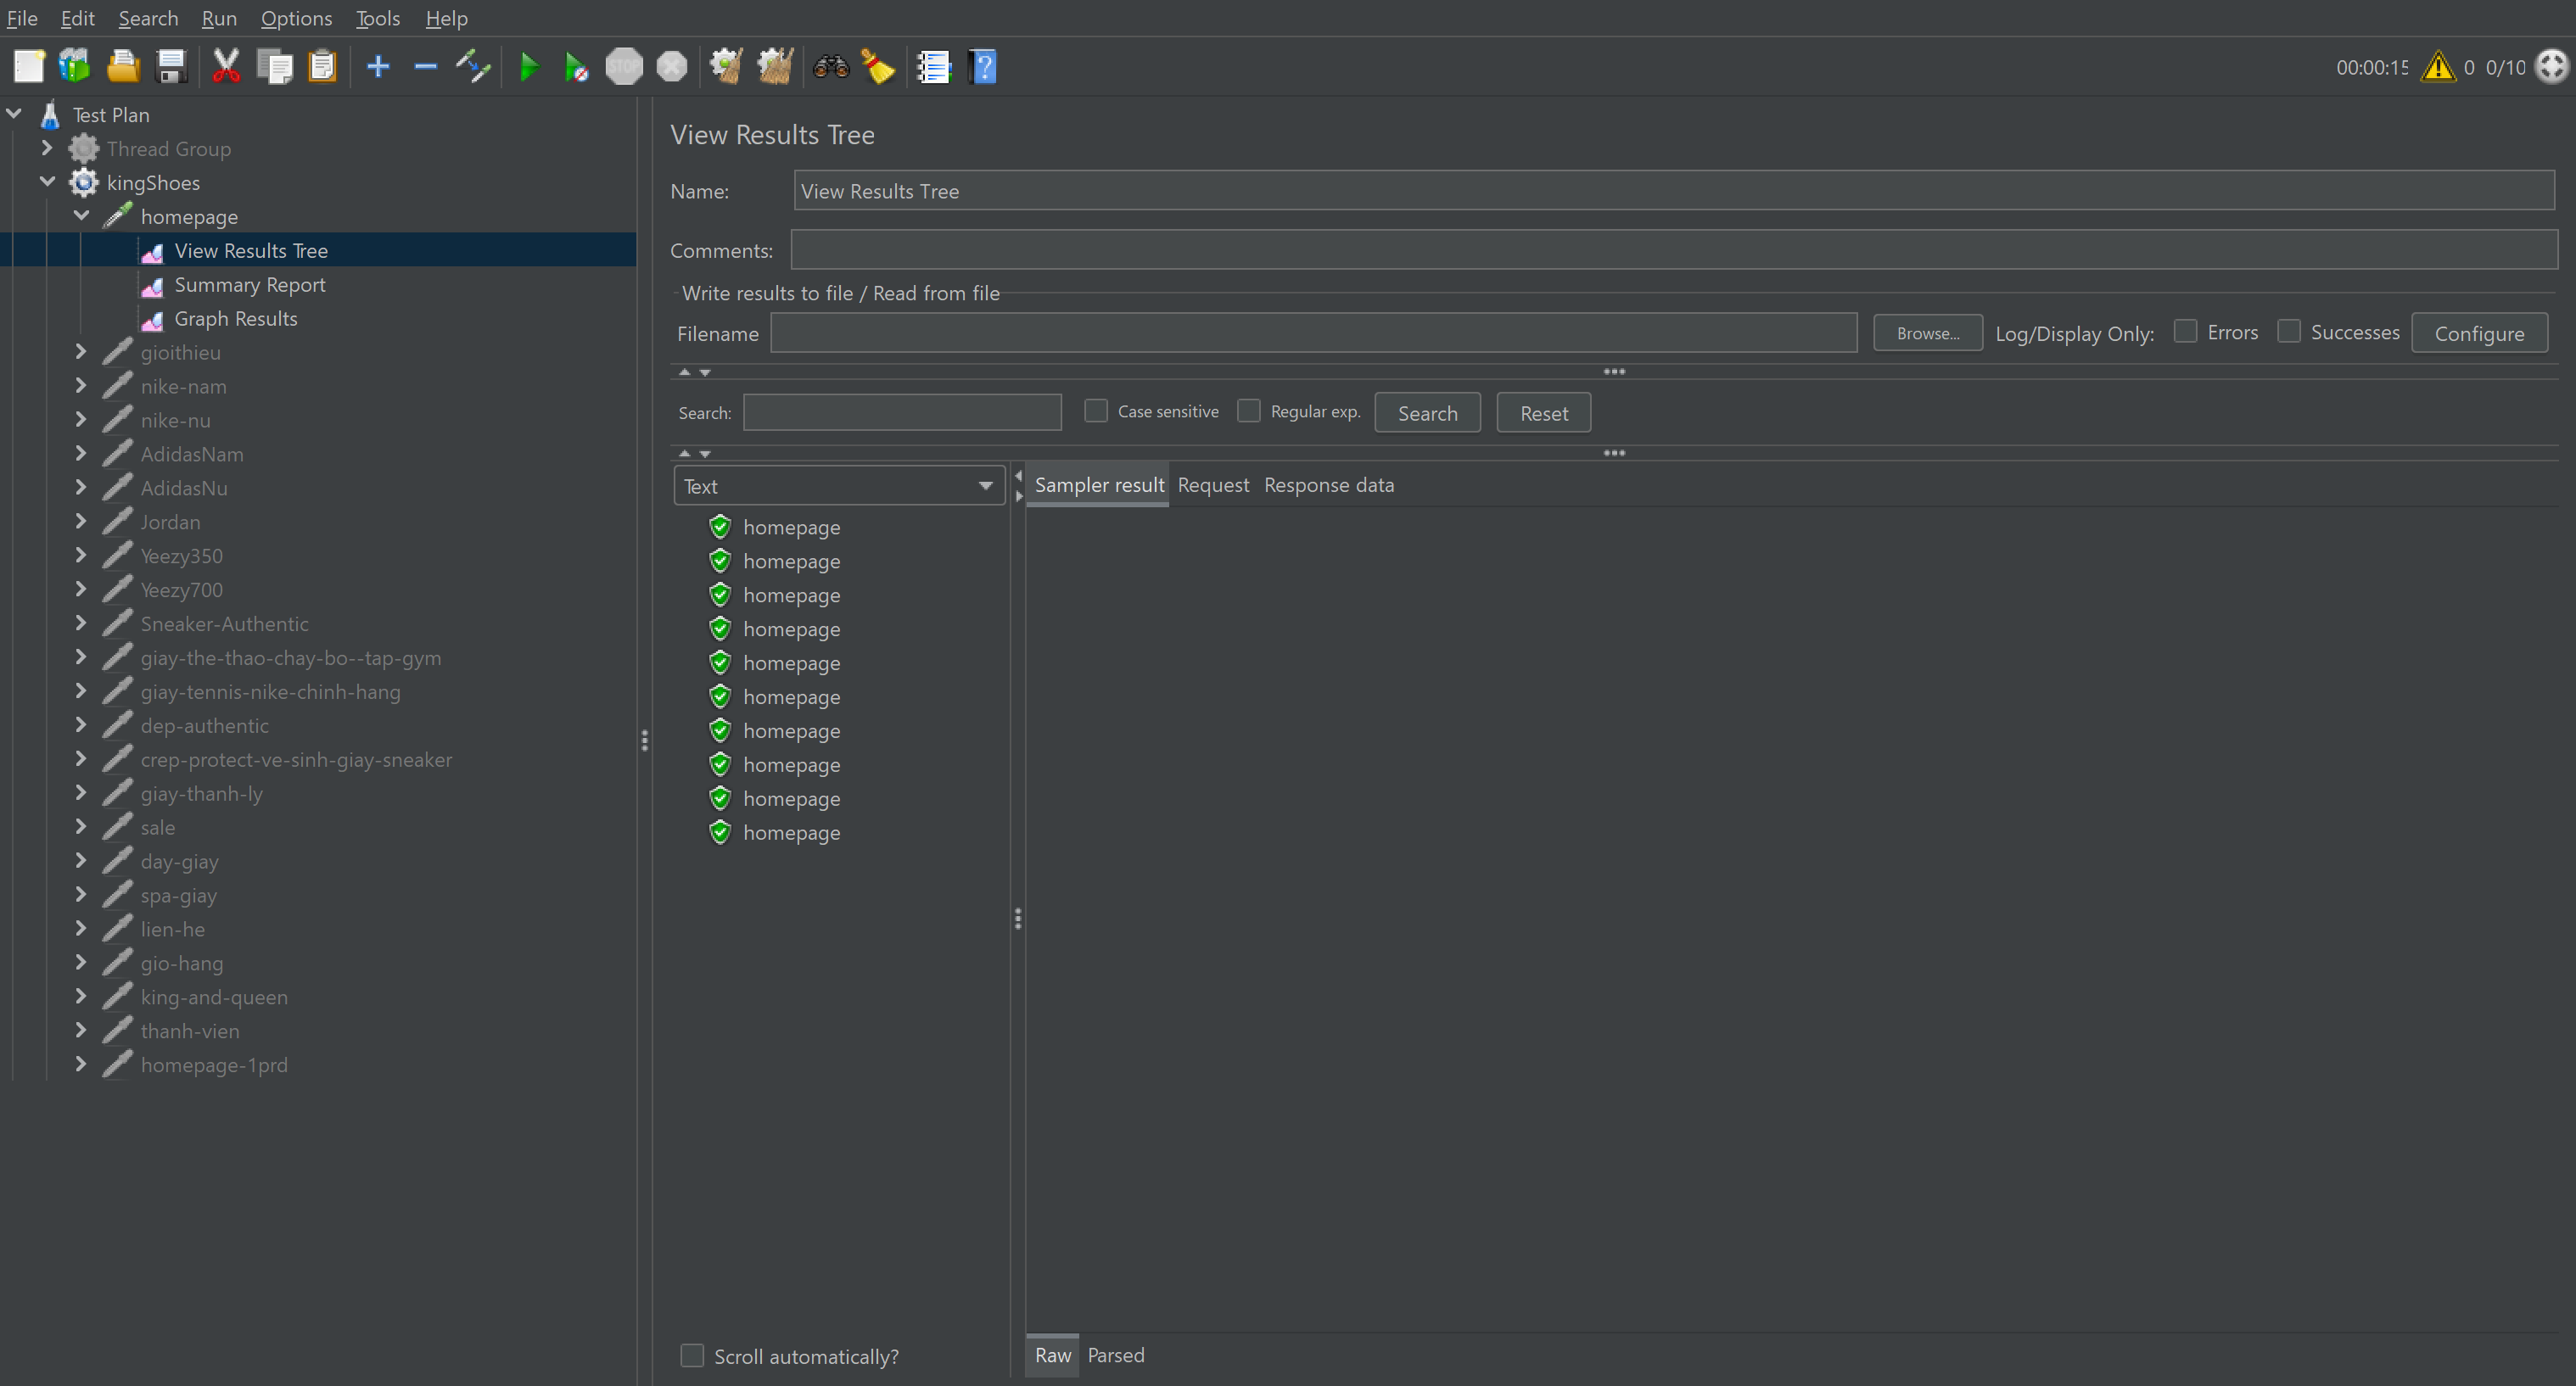 File Edit Search Run Options Tools Help
STOP
00:00:15 0 0/10
Test Plan
Thread Group
kingShoes
homepage
View Results Tree
Summary Report
Graph Results
gioithieu
nike-nam
nike-nu
AdidasNam
AdidasNu
Jordan
Yeezy350
Yeezy700
Sneaker-Authentic
giay-the-thao-chay-bo--tap-gym
giay-tennis-nike-chinh-hang
dep-authentic
crep-protect-ve-sinh-giay-sneaker
giay-thanh-ly
sale
day-giay
spa-giay
lien-he
gio-hang
king-and-queen
thanh-vien
homepage-1prd
View Results Tree
Name: View Results Tree
Comments:
Write results to file / Read from file
Filename Browse... Log/Display Only: Errors Successes Configure
Search: Case sensitive Regular exp. Search Reset
Text
Sampler result Request Response data
homepage
homepage
homepage
homepage
homepage
homepage
homepage
homepage
homepage
homepage
Scroll automatically?
Raw Parsed